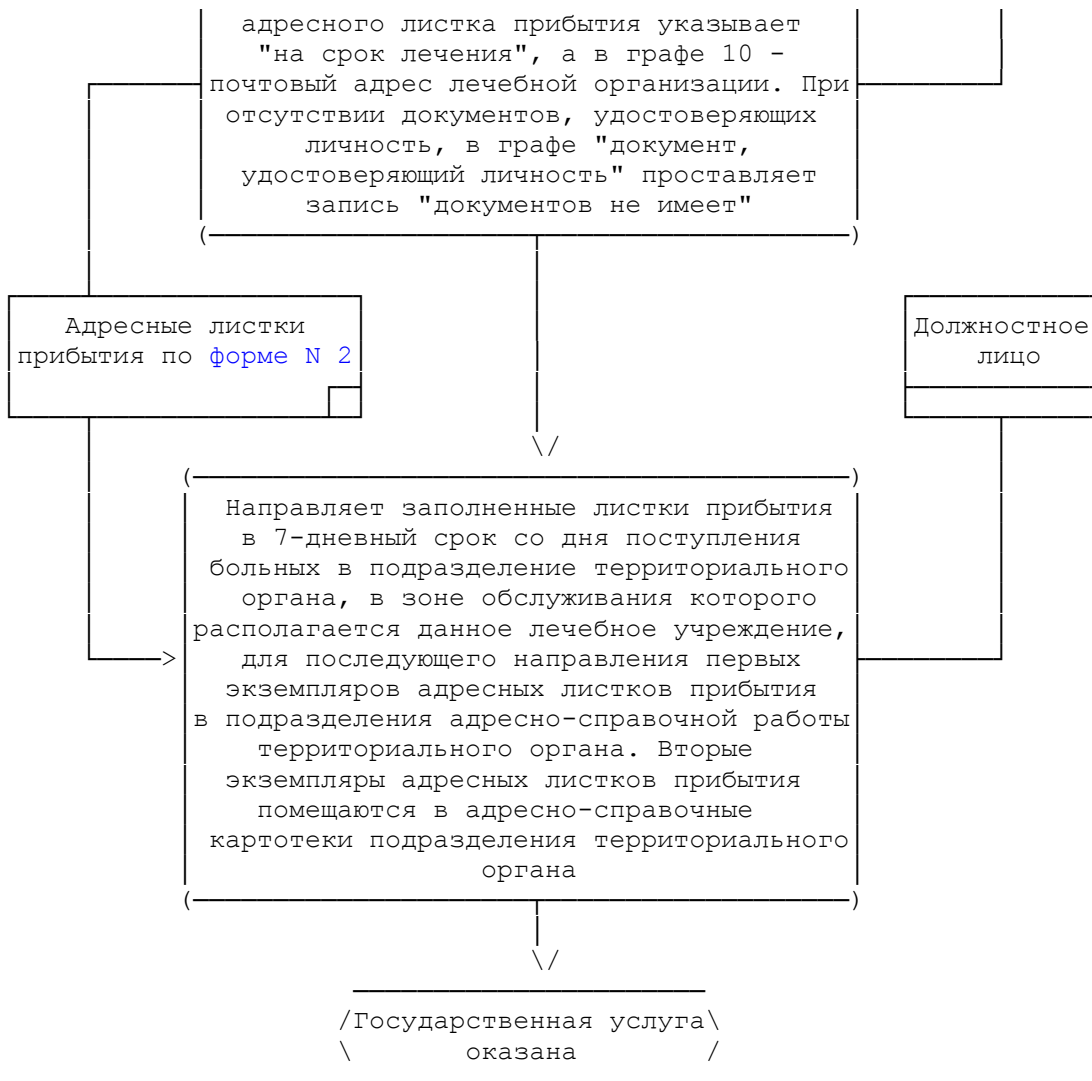 адресного листка прибытия указывает
"на срок лечения", а в графе 10 -
почтовый адрес лечебной организации. При
отсутствии документов, удостоверяющих
личность, в графе "документ,
удостоверяющий личность" проставляет
запись "документов не имеет"
Адресные листки
прибытия по форме N 2
Должностное
лицо
Направляет заполненные листки прибытия
в 7-дневный срок со дня поступления
больных в подразделение территориального
органа, в зоне обслуживания которого
располагается данное лечебное учреждение,
для последующего направления первых
экземпляров адресных листков прибытия
в подразделения адресно-справочной работы
территориального органа. Вторые
экземпляры адресных листков прибытия
помещаются в адресно-справочные
картотеки подразделения территориального
органа
/Государственная услуга\
\ оказана /